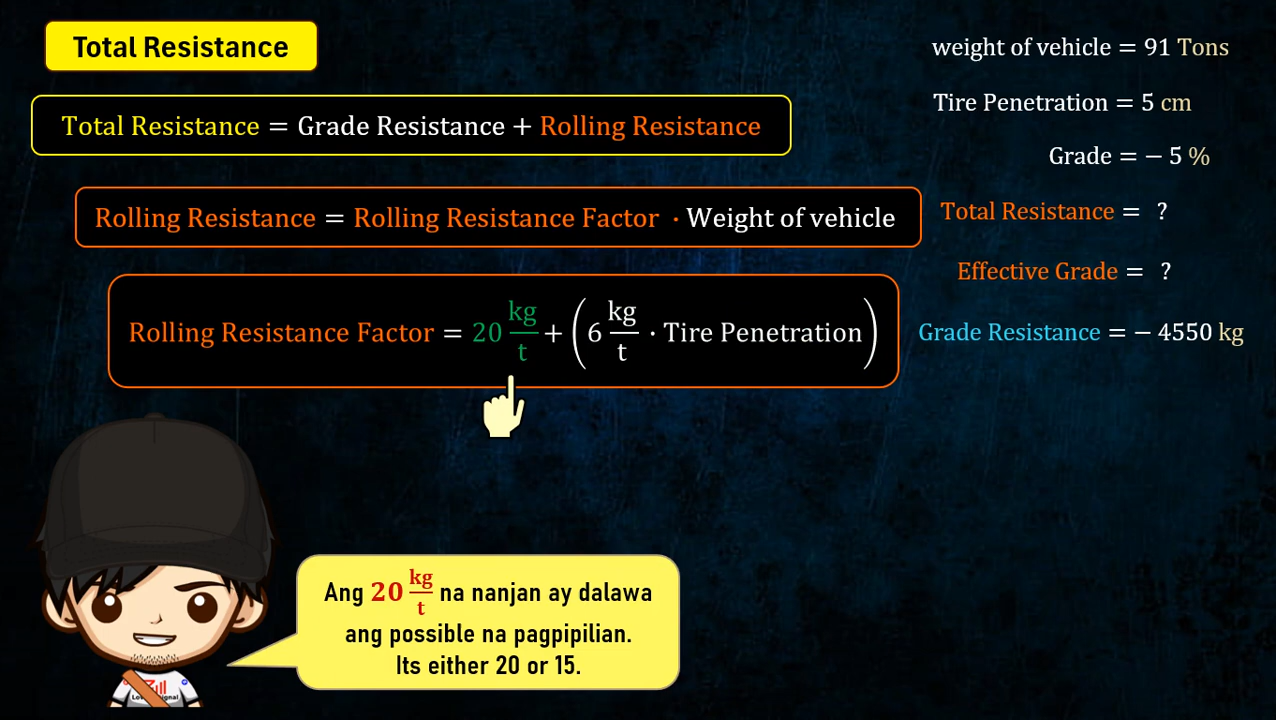 Total Resistance
weight of vehicle = 91 Tons
Total Resistance = Grade Resistance + Rolling Resistance
Tire Penetration = 5 cm
Grade = − 5 %
Rolling Resistance = Rolling Resistance Factor · Weight of vehicle
Total Resistance = ?
Effective Grade = ?
Rolling Resistance Factor = 20 kg/t + (6 kg/t · Tire Penetration)
Grade Resistance = − 4550 kg
Ang 20 kg/t na nanjan ay dalawa
ang possible na pagpipilian.
Its either 20 or 15.